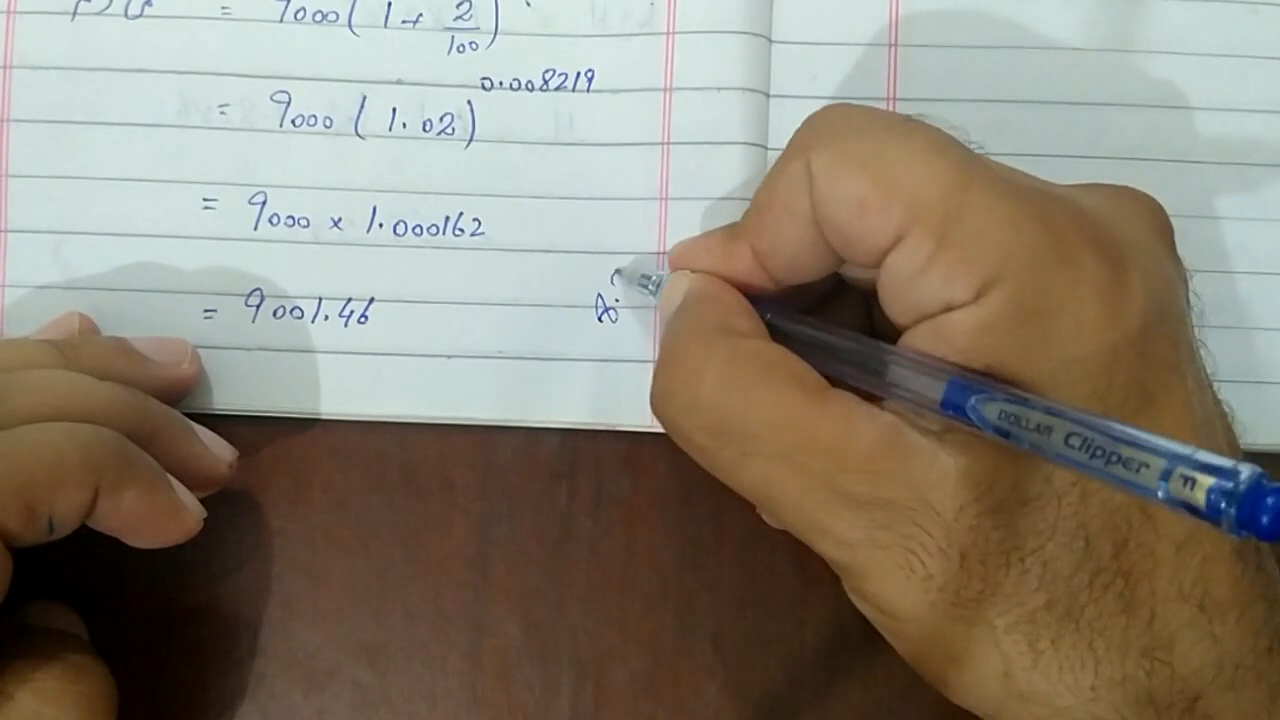 = 9000 ( 1 + 2/100 )
0.008219
= 9000 ( 1.02 )
= 9000 × 1.000162
= 9001.46
DOLLAR Clipper F